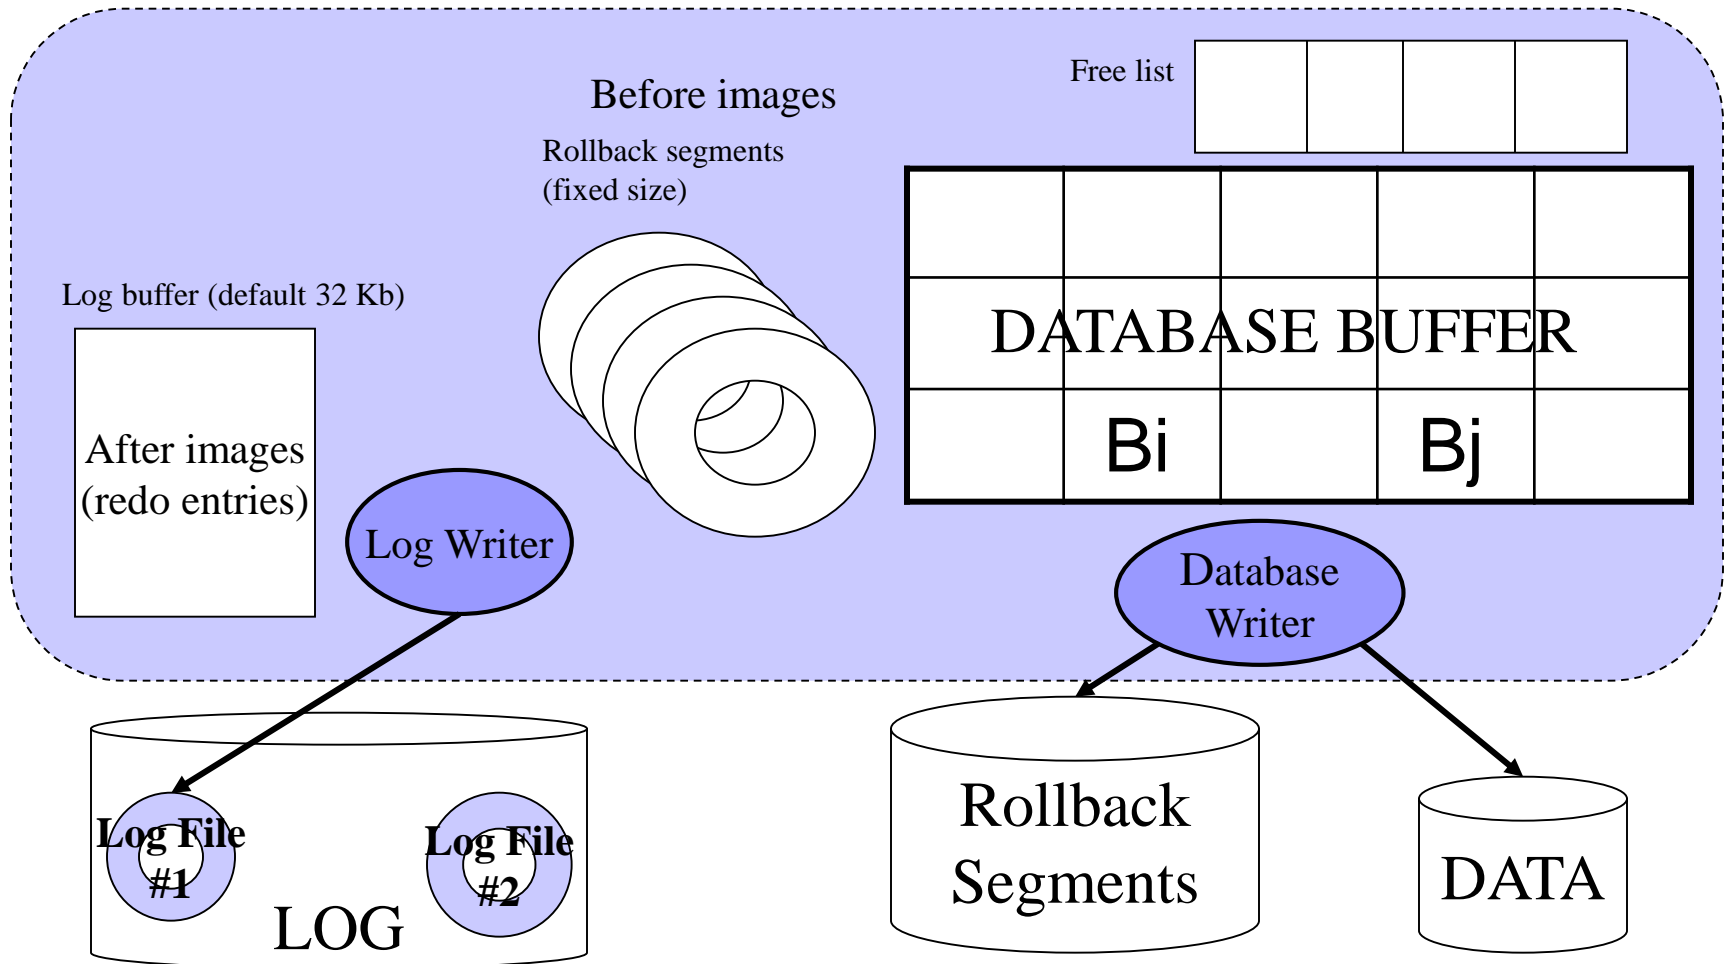 Free list
Before images
Rollback segments
(fixed size)
Log buffer (default 32 Kb)
DATABASE BUFFER
After images
(redo entries)
Bi
Bj
Log Writer
Database
Writer
Rollback
Segments
DATA
Log File
#1
Log File
#2
LOG